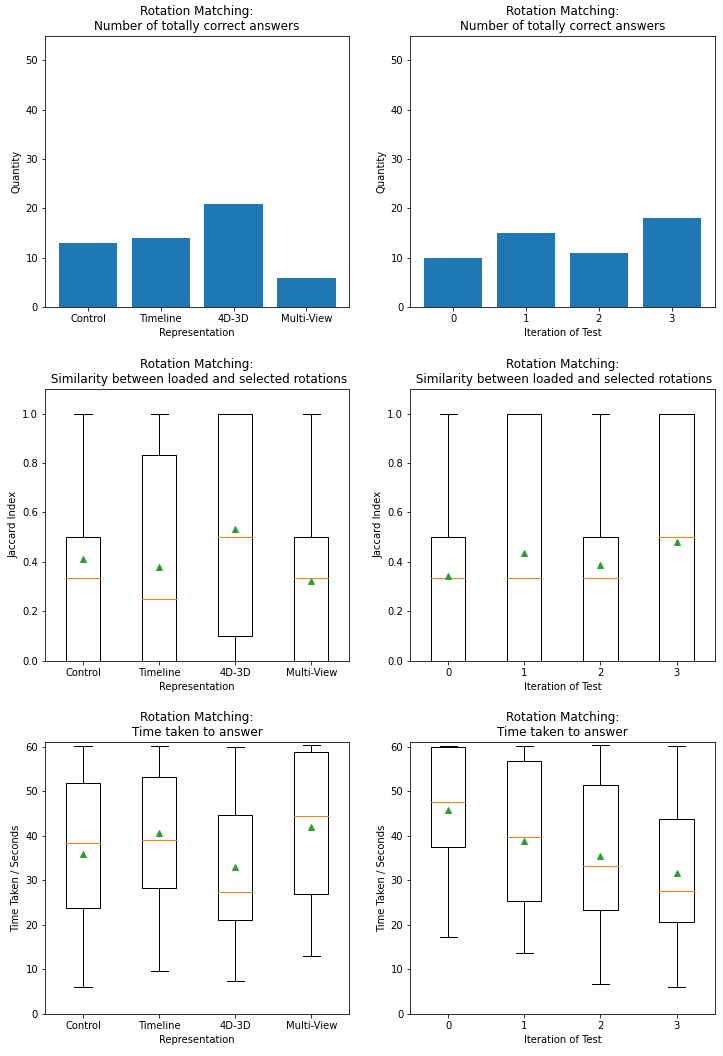 Rotation Matching:
Number of totally correct answers
50
40
30
20
10
0
Quantity
Control Timeline 4D-3D Multi-View
Representation
Rotation Matching:
Number of totally correct answers
50
40
30
20
10
0
Quantity
0 1 2 3
Iteration of Test
Rotation Matching:
Similarity between loaded and selected rotations
1.0
0.8
0.6
0.4
0.2
0.0
Jaccard Index
Control Timeline 4D-3D Multi-View
Representation
Rotation Matching:
Similarity between loaded and selected rotations
1.0
0.8
0.6
0.4
0.2
0.0
Jaccard Index
0 1 2 3
Iteration of Test
Rotation Matching:
Time taken to answer
60
50
40
30
20
10
0
Time Taken / Seconds
Control Timeline 4D-3D Multi-View
Representation
Rotation Matching:
Time taken to answer
60
50
40
30
20
10
0
Time Taken / Seconds
0 1 2 3
Iteration of Test